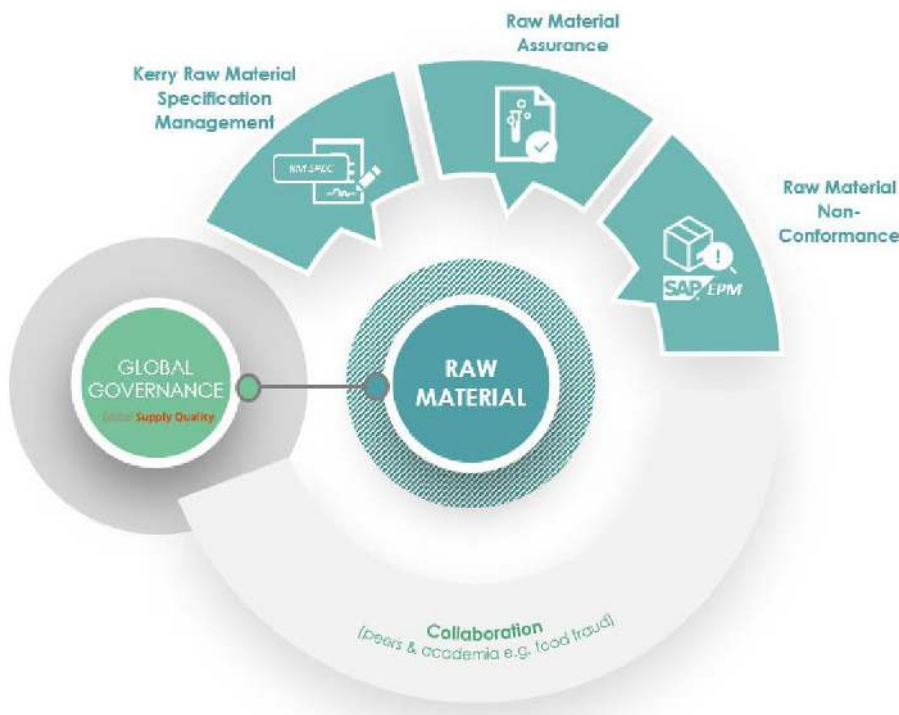 Raw Material
Assurance
Kerry Raw Material
Specification
Management
RM SPEC
Raw Material
Non-
Conformance
SAP EPM
GLOBAL
GOVERNANCE
Global Supply Quality
RAW
MATERIAL
Collaboration
(peers & academia e.g. food fraud)